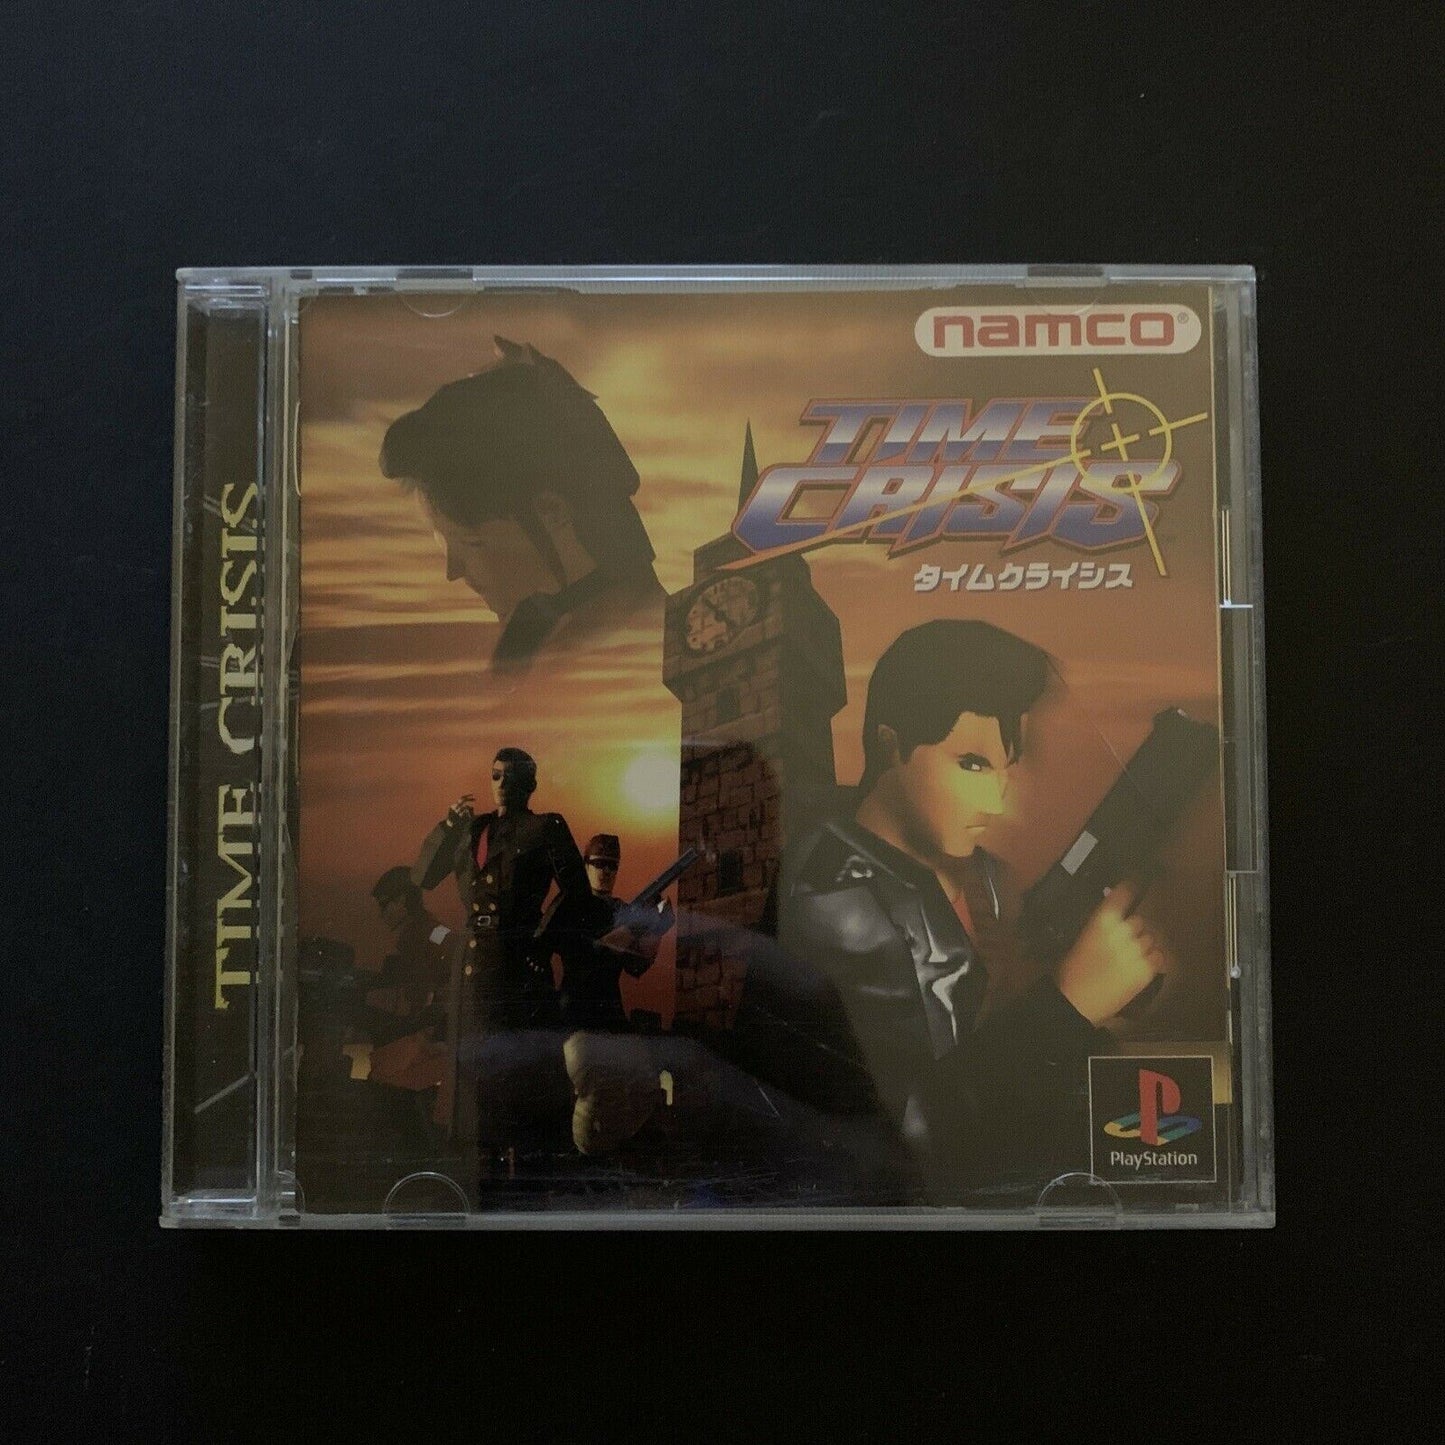 namco®
TIME
CRISIS
タイムクライシス
TIME CRISIS
PlayStation